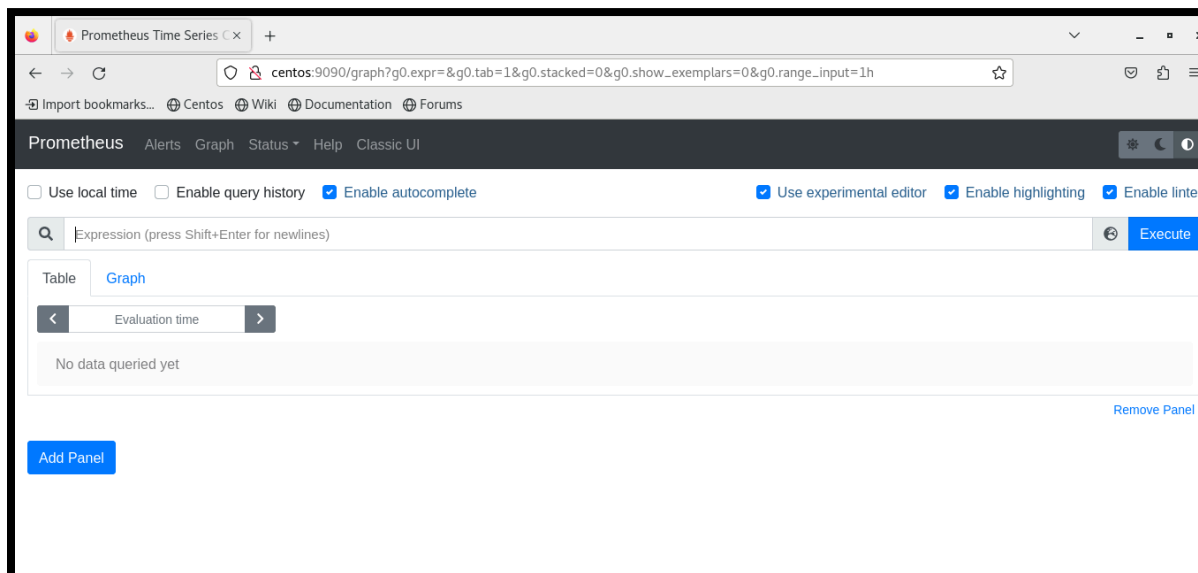 Prometheus Time Series C
centos:9090/graph?g0.expr=&g0.tab=1&g0.stacked=0&g0.show_exemplars=0&g0.range_input=1h
Import bookmarks... Centos Wiki Documentation Forums
Prometheus Alerts Graph Status Help Classic UI
Use local time Enable query history Enable autocomplete Use experimental editor Enable highlighting Enable linte
Expression (press Shift+Enter for newlines) Execute
Table Graph
Evaluation time
No data queried yet
Remove Panel
Add Panel